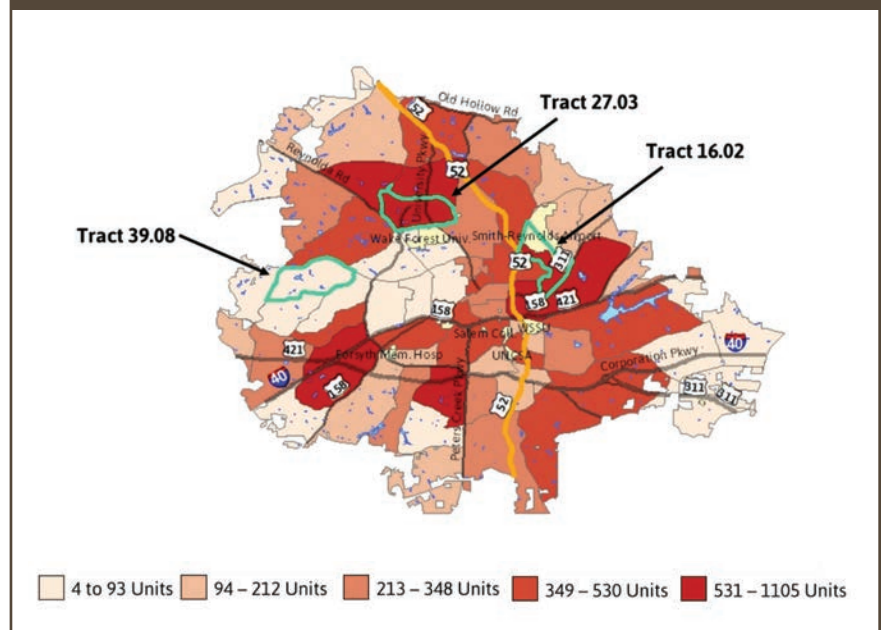 52
Old Hollow Rd
Tract 27.03
Reynolda Rd
University Pkwy
52
Tract 16.02
Tract 39.08
Wake Forest Univ.
Smith-Reynolds Airport
52
311
158
421
158
Salem Coll.
WSSU
421
Forsyth Mem. Hosp
UNCSA
Corporation Pkwy
40
40
158
Peters Creek Pkwy
52
311
311
4 to 93 Units
94 – 212 Units
213 – 348 Units
349 – 530 Units
531 – 1105 Units